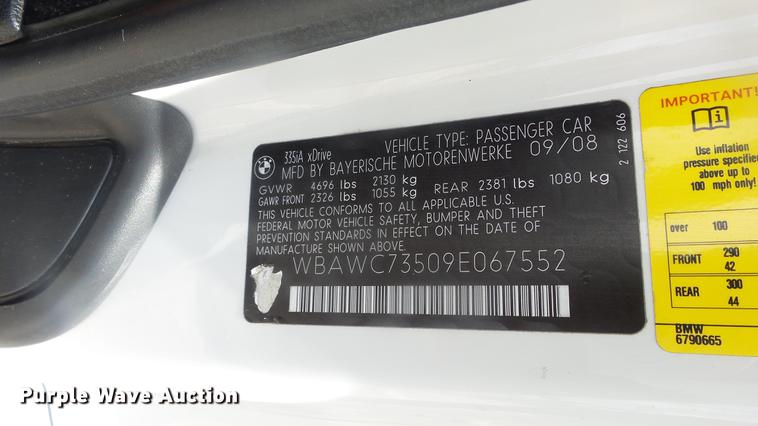 335iA xDrive VEHICLE TYPE: PASSENGER CAR
MFD BY BAYERISCHE MOTORENWERKE 09/08
GVWR 4696 lbs 2130 kg
GAWR FRONT 2326 lbs 1055 kg REAR 2381 lbs 1080 kg
THIS VEHICLE CONFORMS TO ALL APPLICABLE U.S.
FEDERAL MOTOR VEHICLE SAFETY, BUMPER AND THEFT
PREVENTION STANDARDS IN EFFECT ON THE DATE OF
MANUFACTURE SHOWN ABOVE.
WBAWC73509E067552
2 122 606
IMPORTANT!
Use inflation
pressure specifie
above up to
100 mph only!
over 100
FRONT 290
42
REAR 300
44
BMW
6790665
Purple Wave Auction